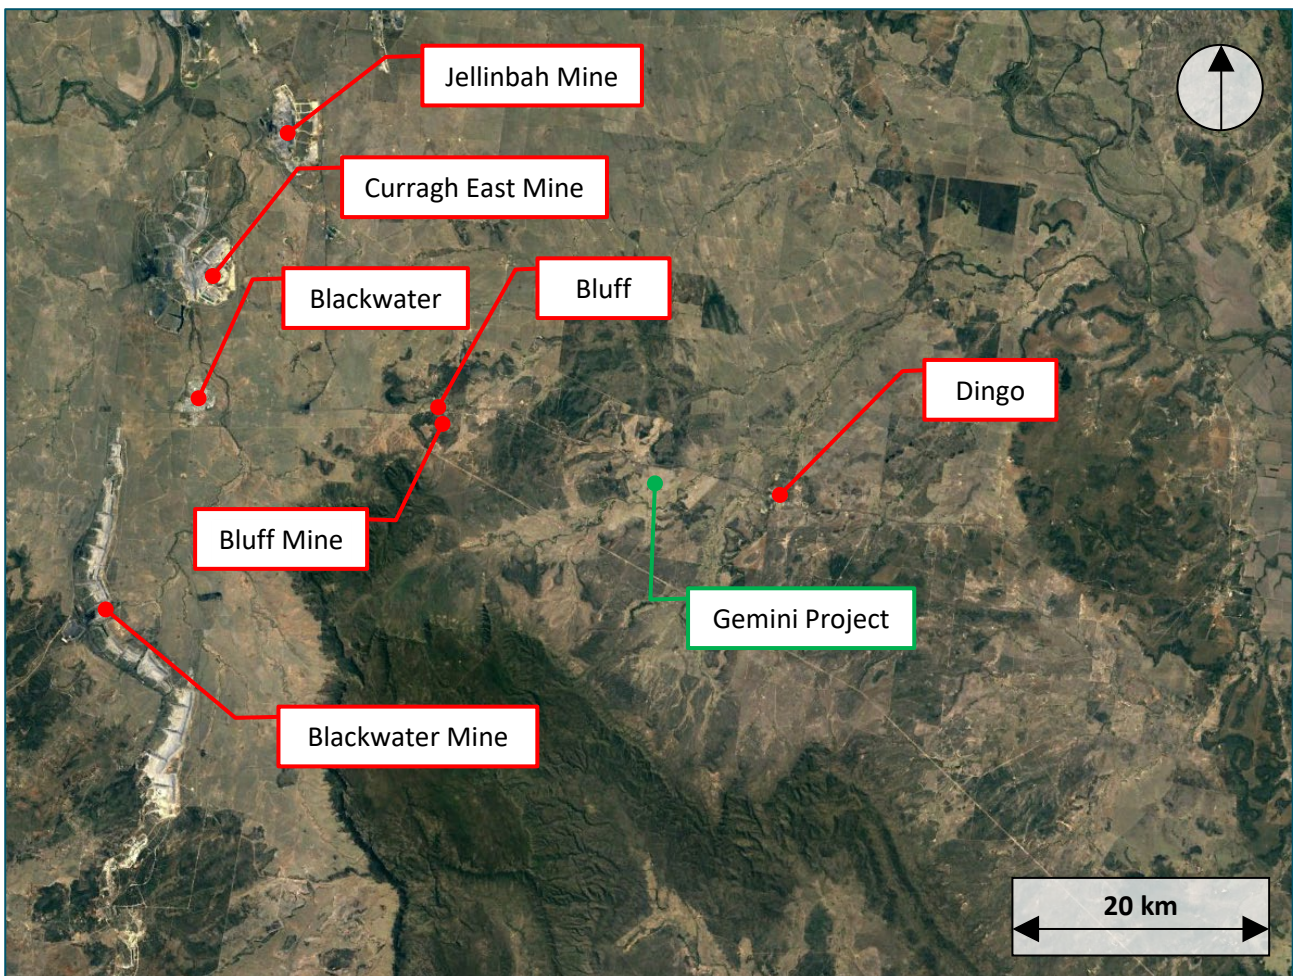 Jellinbah Mine
Curragh East Mine
Blackwater
Bluff
Dingo
Bluff Mine
Gemini Project
Blackwater Mine
20 km